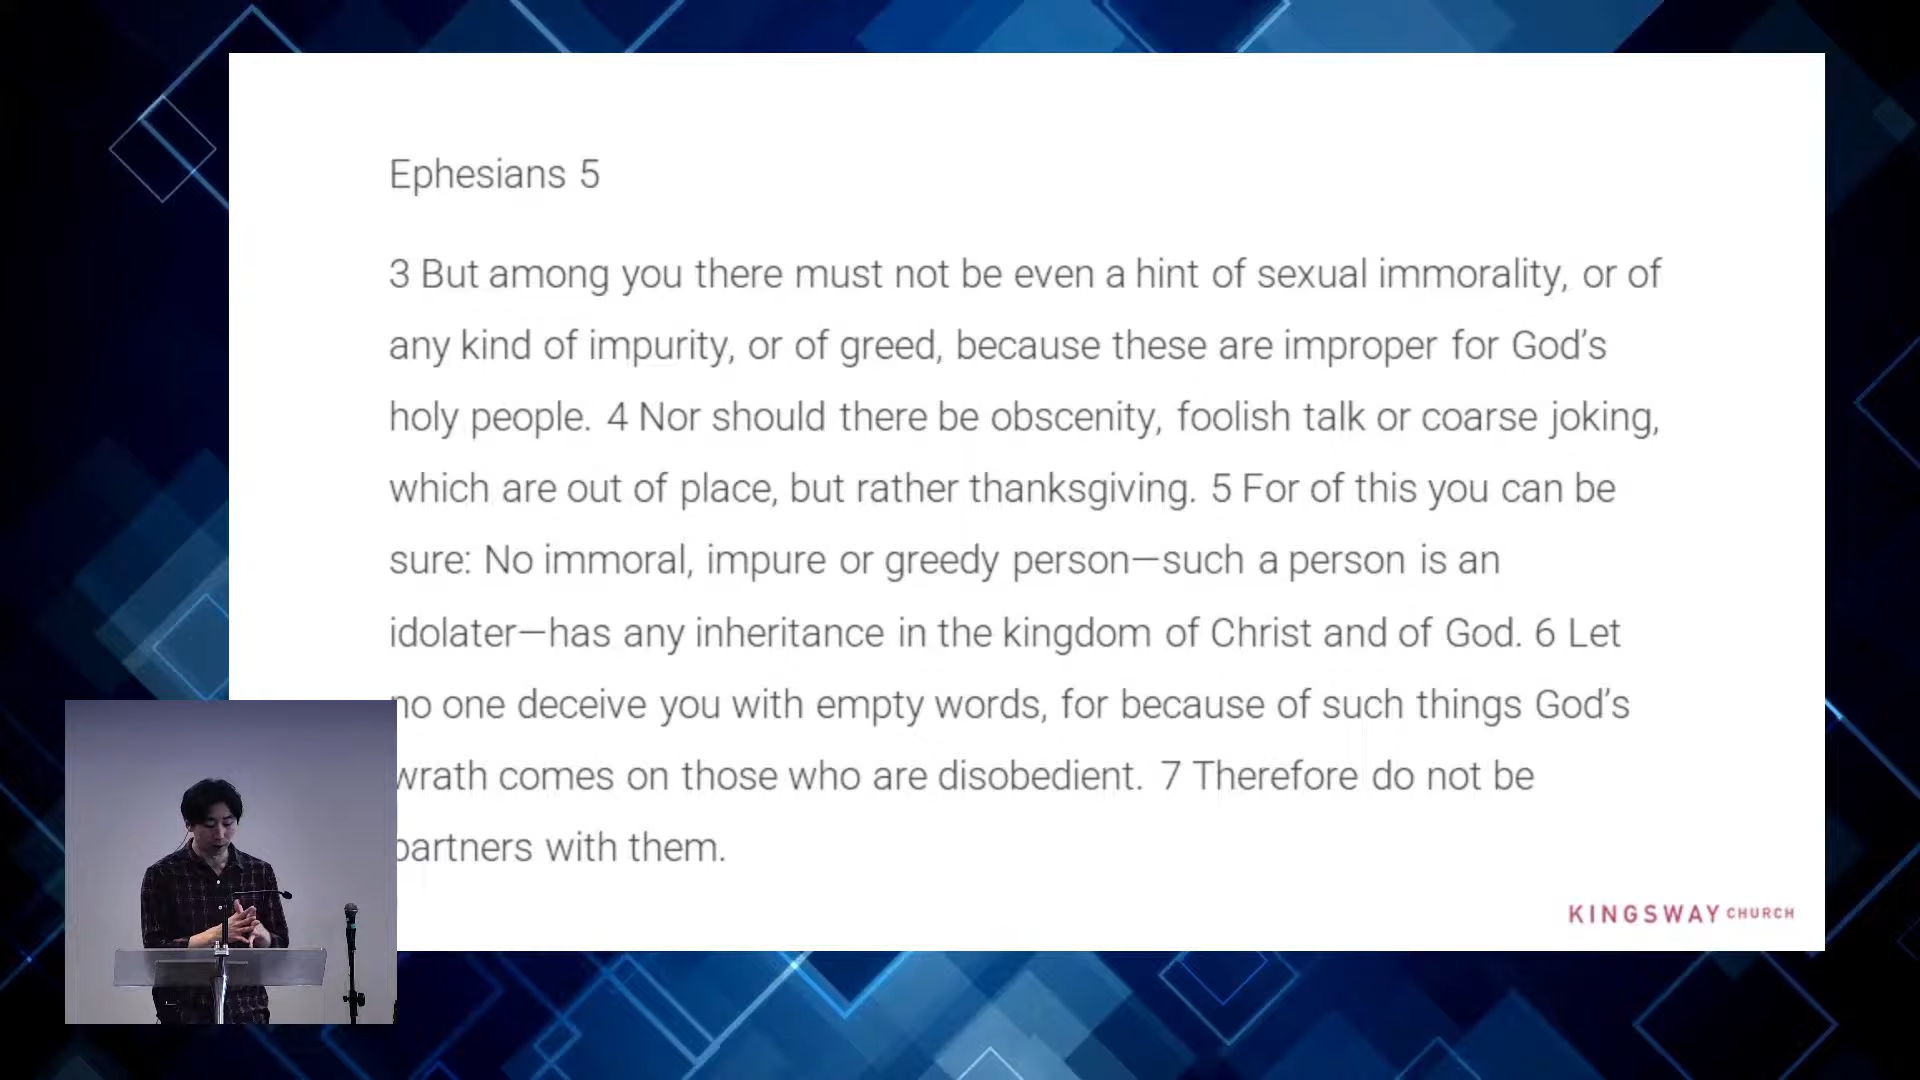 Ephesians 5
3 But among you there must not be even a hint of sexual immorality, or of
any kind of impurity, or of greed, because these are improper for God’s
holy people. 4 Nor should there be obscenity, foolish talk or coarse joking,
which are out of place, but rather thanksgiving. 5 For of this you can be
sure: No immoral, impure or greedy person—such a person is an
idolater—has any inheritance in the kingdom of Christ and of God. 6 Let
no one deceive you with empty words, for because of such things God’s
wrath comes on those who are disobedient. 7 Therefore do not be
partners with them.
KINGSWAY CHURCH